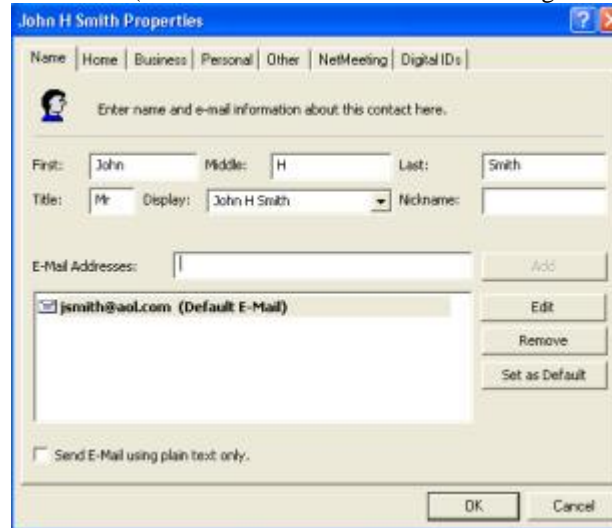 John H Smith Properties
Name Home Business Personal Other NetMeeting Digital IDs
Enter name and e-mail information about this contact here.
First: John Middle: H Last: Smith
Title: Mr Display: John H Smith Nickname:
E-Mail Addresses: Add
jsmith@aol.com (Default E-Mail) Edit
Remove
Set as Default
Send E-Mail using plain text only.
OK Cancel